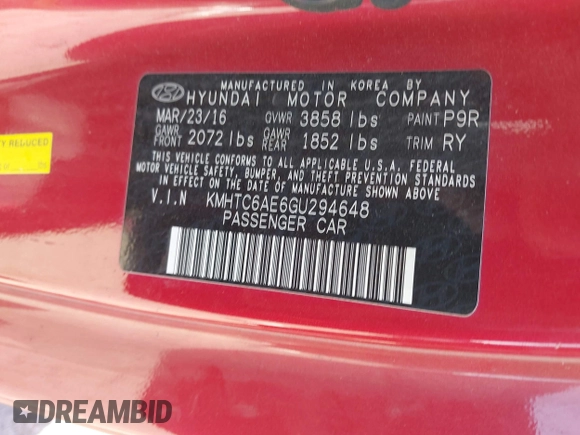 MANUFACTURED IN KOREA BY
HYUNDAI MOTOR COMPANY
MAR/23/16 GVWR 3858 lbs PAINT P9R
GAWR FRONT 2072 lbs GAWR REAR 1852 lbs TRIM RY
THIS VEHICLE CONFORMS TO ALL APPLICABLE U.S.A. FEDERAL
MOTOR VEHICLE SAFETY, BUMPER, AND THEFT PREVENTION STANDARDS
IN EFFECT ON THE DATE OF MANUFACTURE SHOWN ABOVE.
V.I.N KMHTC6AE6GU294648
PASSENGER CAR
REDUCED
DREAMBID